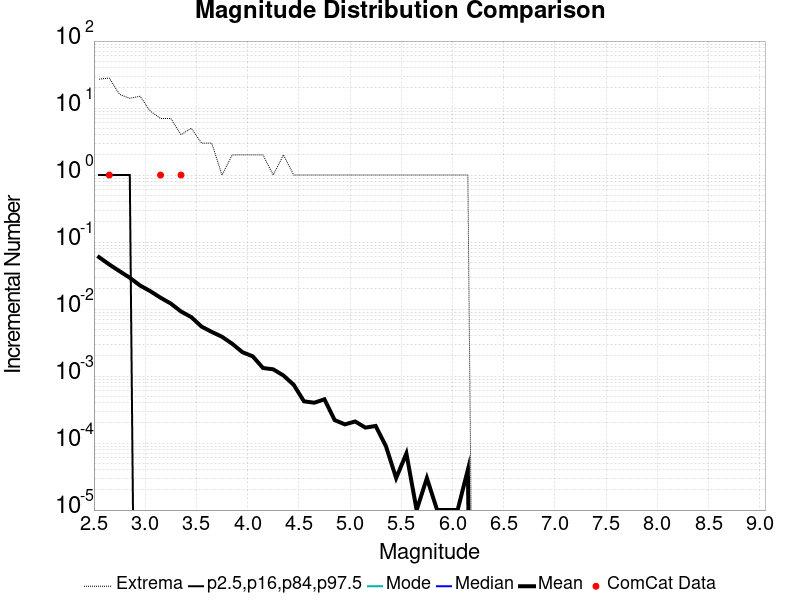 Magnitude Distribution Comparison
10^2
10^1
10^0
10^-1
10^-2
10^-3
10^-4
10^-5
Incremental Number
2.5 3.0 3.5 4.0 4.5 5.0 5.5 6.0 6.5 7.0 7.5 8.0 8.5 9.0
Magnitude
Extrema p2.5,p16,p84,p97.5 Mode Median Mean ComCat Data